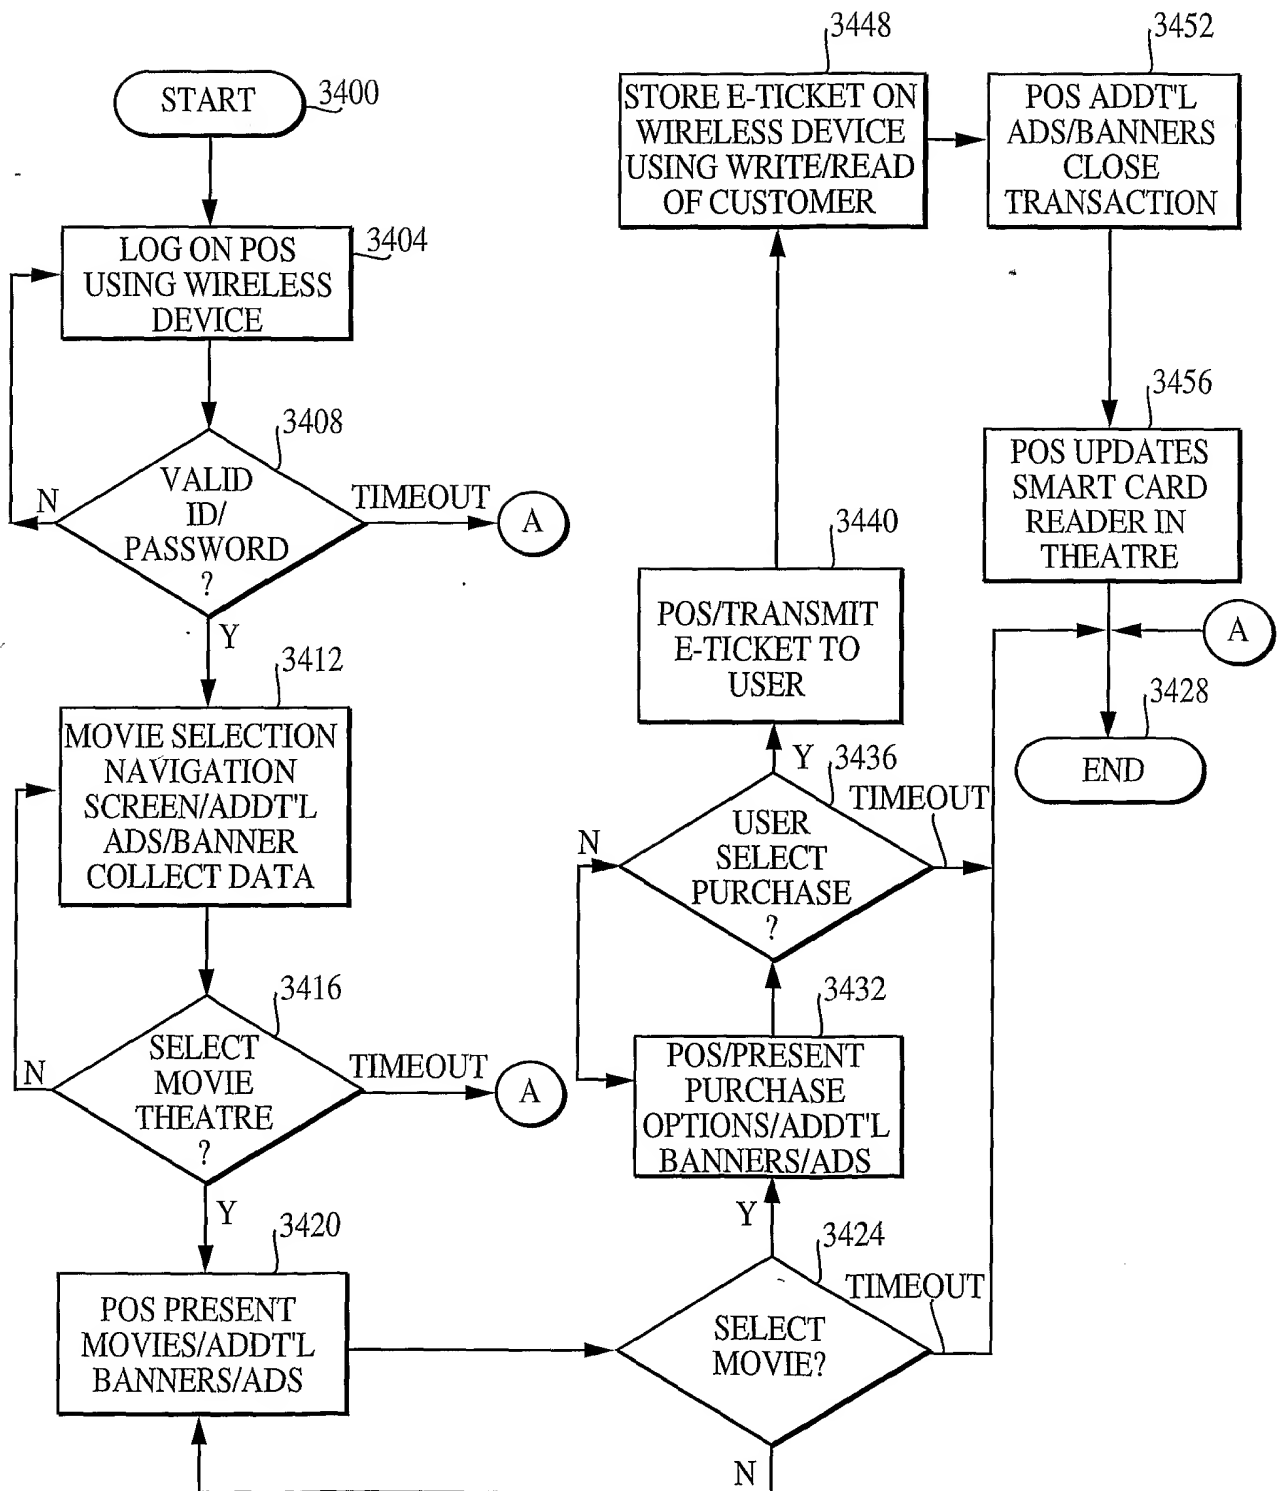 START
3400
LOG ON POS
USING WIRELESS
DEVICE
3404
VALID
ID/
PASSWORD
?
3408
N
TIMEOUT
A
Y
3412
MOVIE SELECTION
NAVIGATION
SCREEN/ADDT'L
ADS/BANNER
COLLECT DATA
3416
SELECT
MOVIE
THEATRE
?
N
TIMEOUT
A
Y
3420
POS PRESENT
MOVIES/ADDT'L
BANNERS/ADS
3424
SELECT
MOVIE?
TIMEOUT
N
Y
3432
POS/PRESENT
PURCHASE
OPTIONS/ADDT'L
BANNERS/ADS
3436
USER
SELECT
PURCHASE
?
N
TIMEOUT
Y
3440
POS/TRANSMIT
E-TICKET TO
USER
3448
STORE E-TICKET ON
WIRELESS DEVICE
USING WRITE/READ
OF CUSTOMER
3452
POS ADDT'L
ADS/BANNERS
CLOSE
TRANSACTION
3456
POS UPDATES
SMART CARD
READER IN
THEATRE
A
3428
END